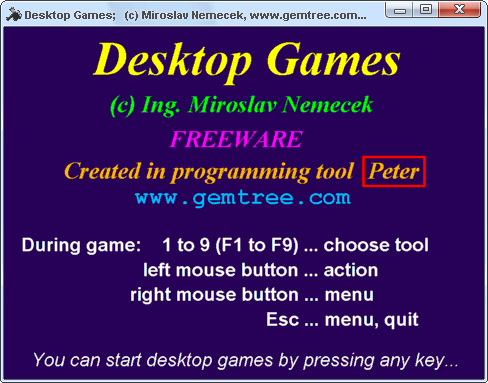 Desktop Games;   (c) Miroslav Nemecek, www.gemtree.com...
Desktop Games
(c) Ing. Miroslav Nemecek
FREEWARE
Created in programming tool Peter
www.gemtree.com
During game: 1 to 9 (F1 to F9) ... choose tool
left mouse button ... action
right mouse button ... menu
Esc ... menu, quit
You can start desktop games by pressing any key...